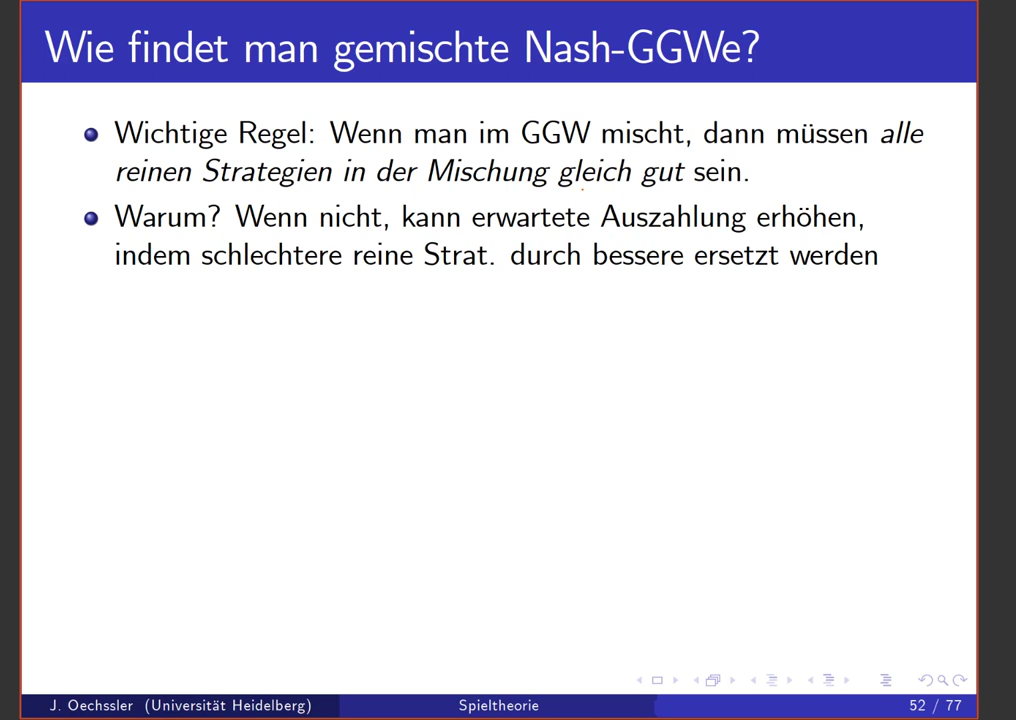 Wie findet man gemischte Nash-GGWe?
Wichtige Regel: Wenn man im GGW mischt, dann müssen alle
reinen Strategien in der Mischung gleich gut sein.
Warum? Wenn nicht, kann erwartete Auszahlung erhöhen,
indem schlechtere reine Strat. durch bessere ersetzt werden
J. Oechssler (Universität Heidelberg)
Spieltheorie
52 / 77